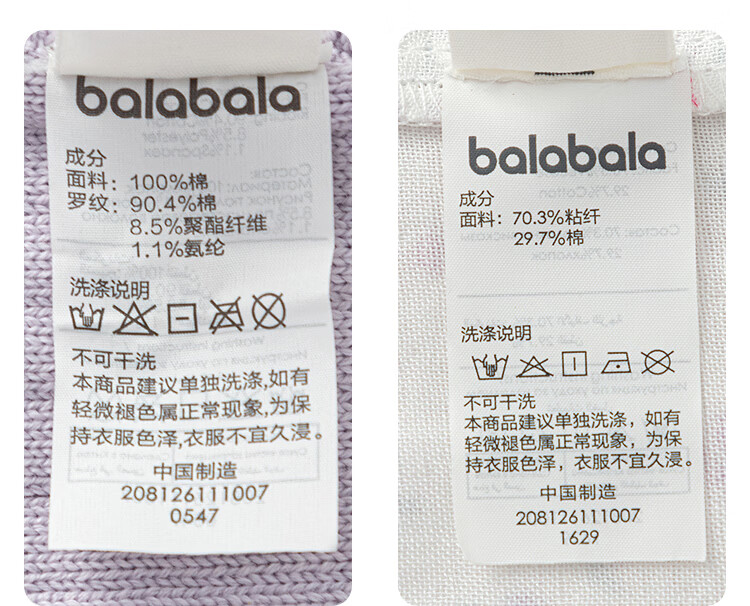 balabala
成分
面料：100%棉
罗纹：90.4%棉
8.5%聚酯纤维
1.1%氨纶
洗涤说明
不可干洗
本商品建议单独洗涤,如有
轻微褪色属正常现象,为保
持衣服色泽,衣服不宜久浸。
中国制造
208126111007
0547
balabala
成分
面料：70.3%粘纤
29.7%棉
洗涤说明
不可干洗
本商品建议单独洗涤，如有
轻微褪色属正常现象，为保
持衣服色泽，衣服不宜久浸。
中国制造
208126111007
1629